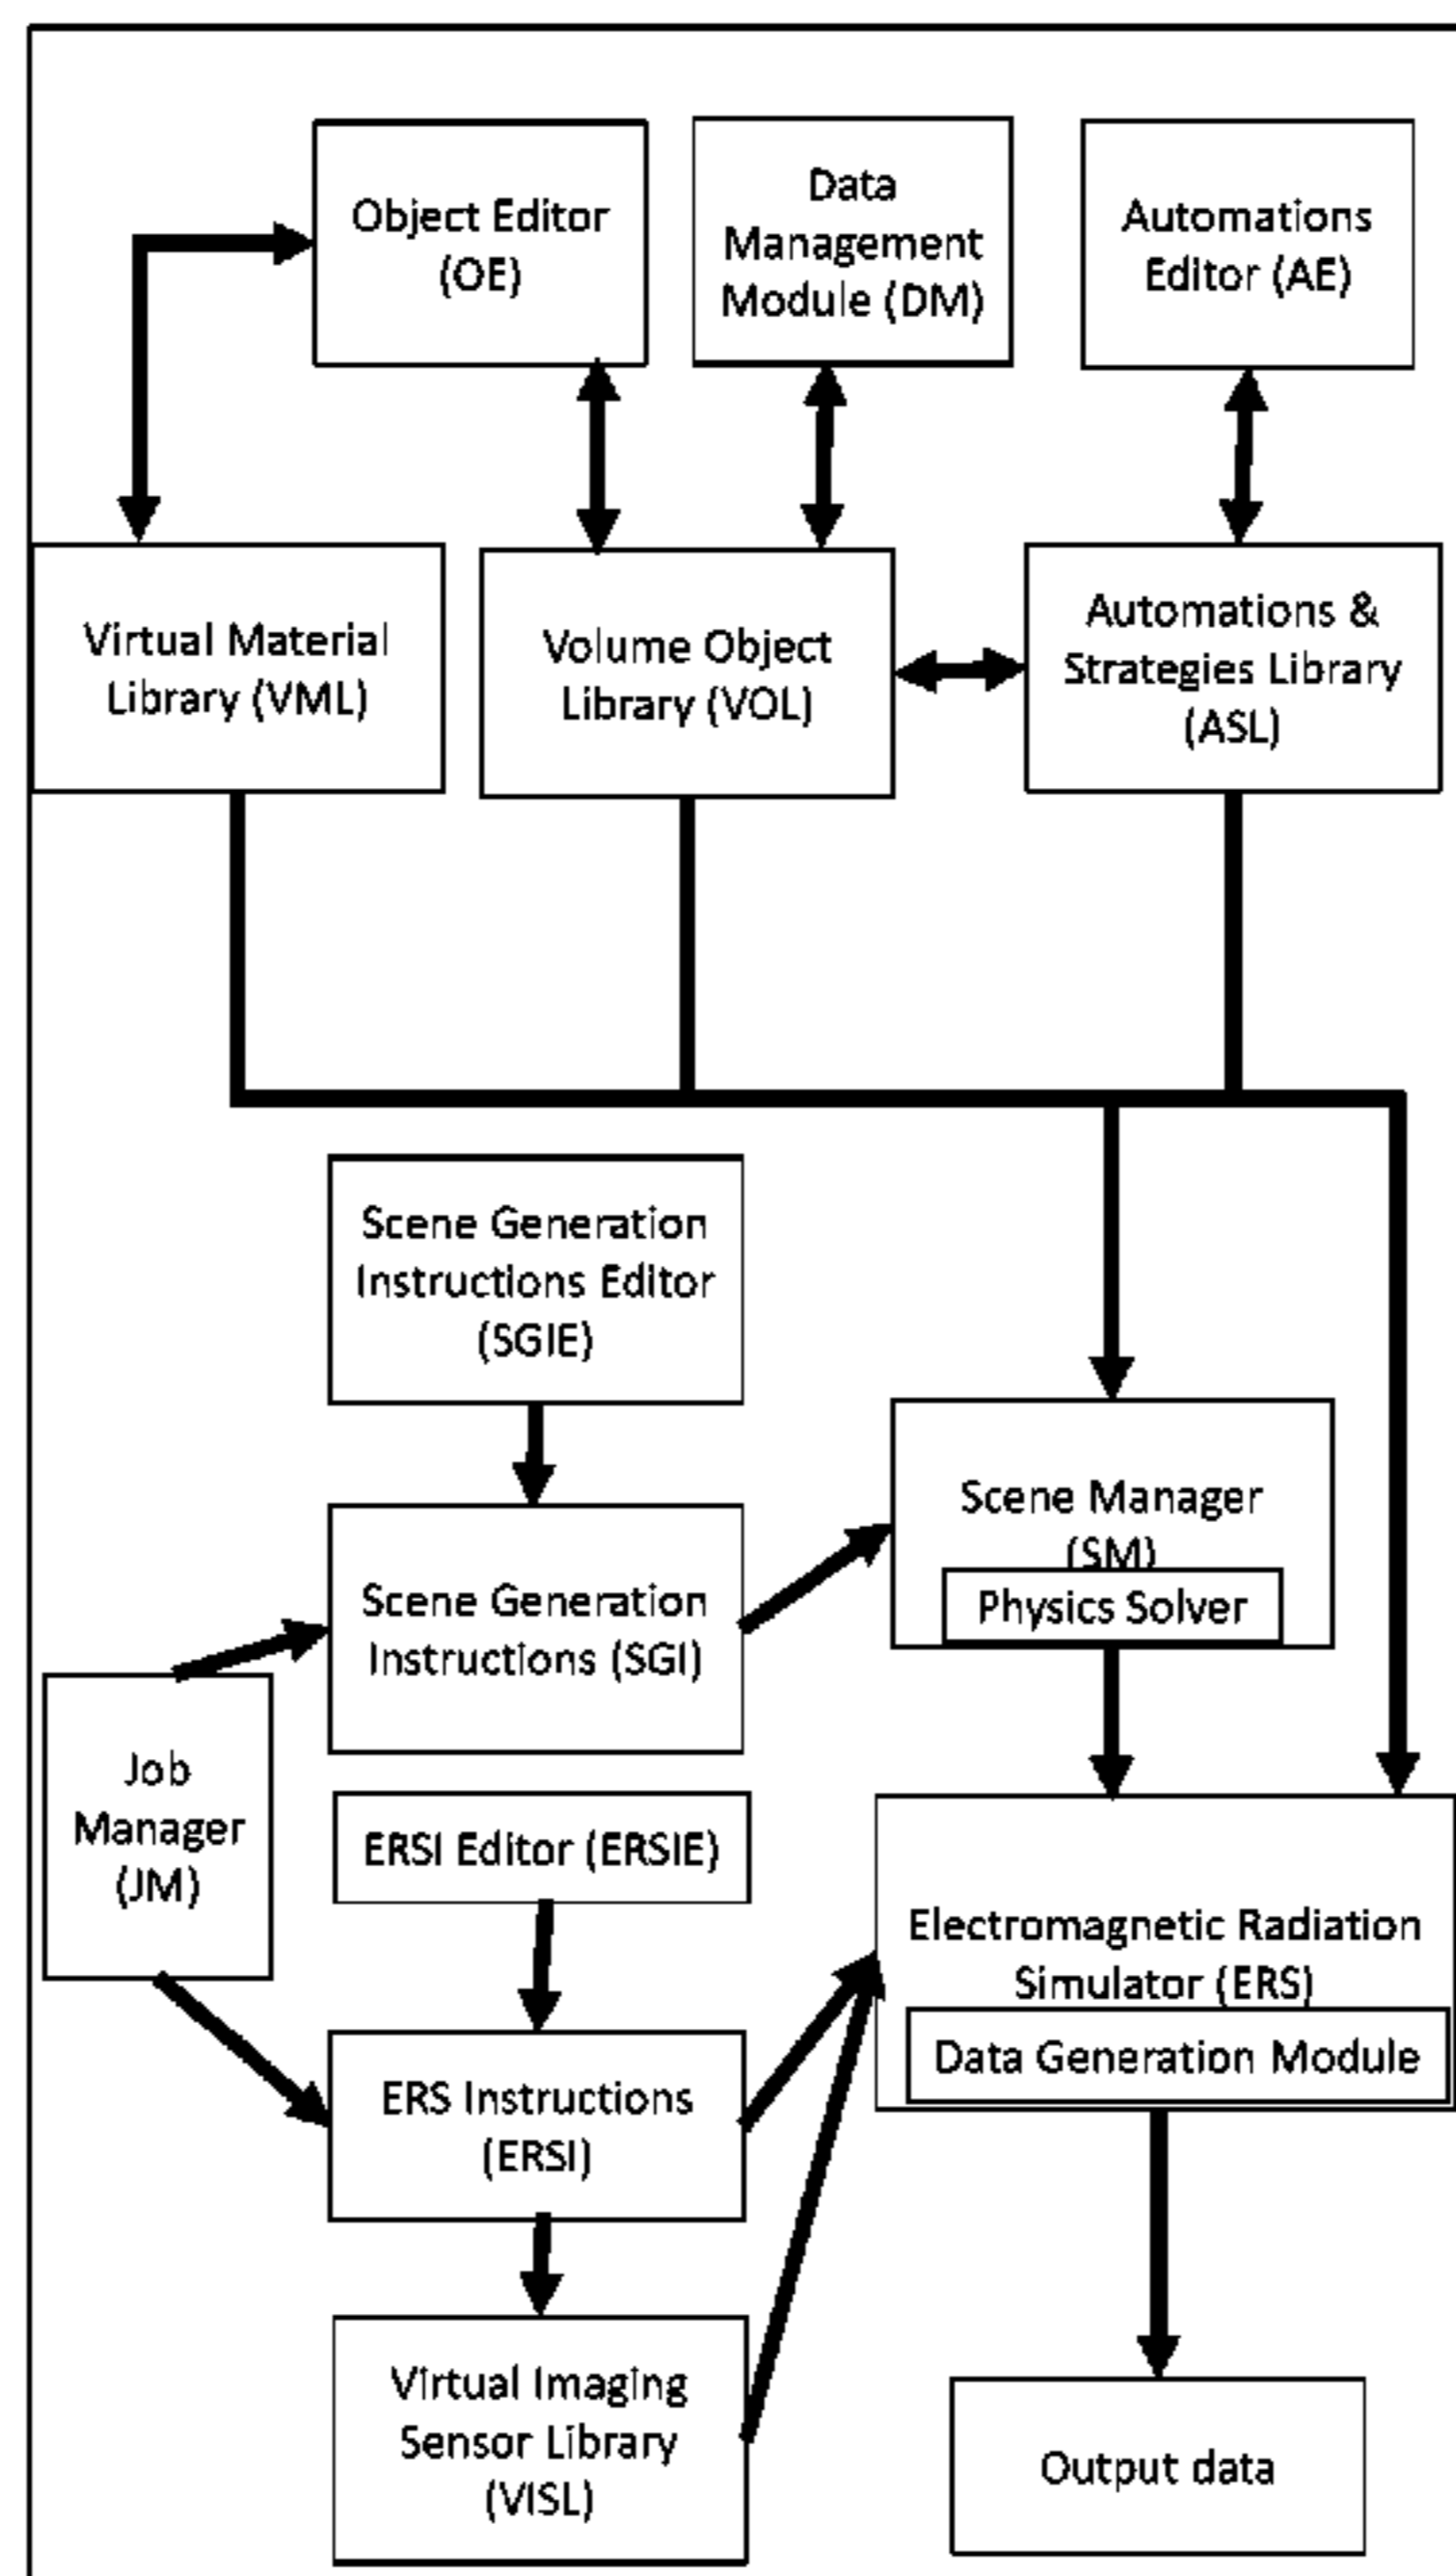 Object Editor
(OE)
Data
Management
Module (DM)
Automations
Editor (AE)
Virtual Material
Library (VML)
Volume Object
Library (VOL)
Automations &
Strategies Library
(ASL)
Scene Generation
Instructions Editor
(SGIE)
Scene Generation
Instructions (SGI)
Scene Manager
(SM)
Physics Solver
Job
Manager
(JM)
ERSI Editor (ERSIE)
Electromagnetic Radiation
Simulator (ERS)
Data Generation Module
ERS Instructions
(ERSI)
Virtual Imaging
Sensor Library
(VISL)
Output data